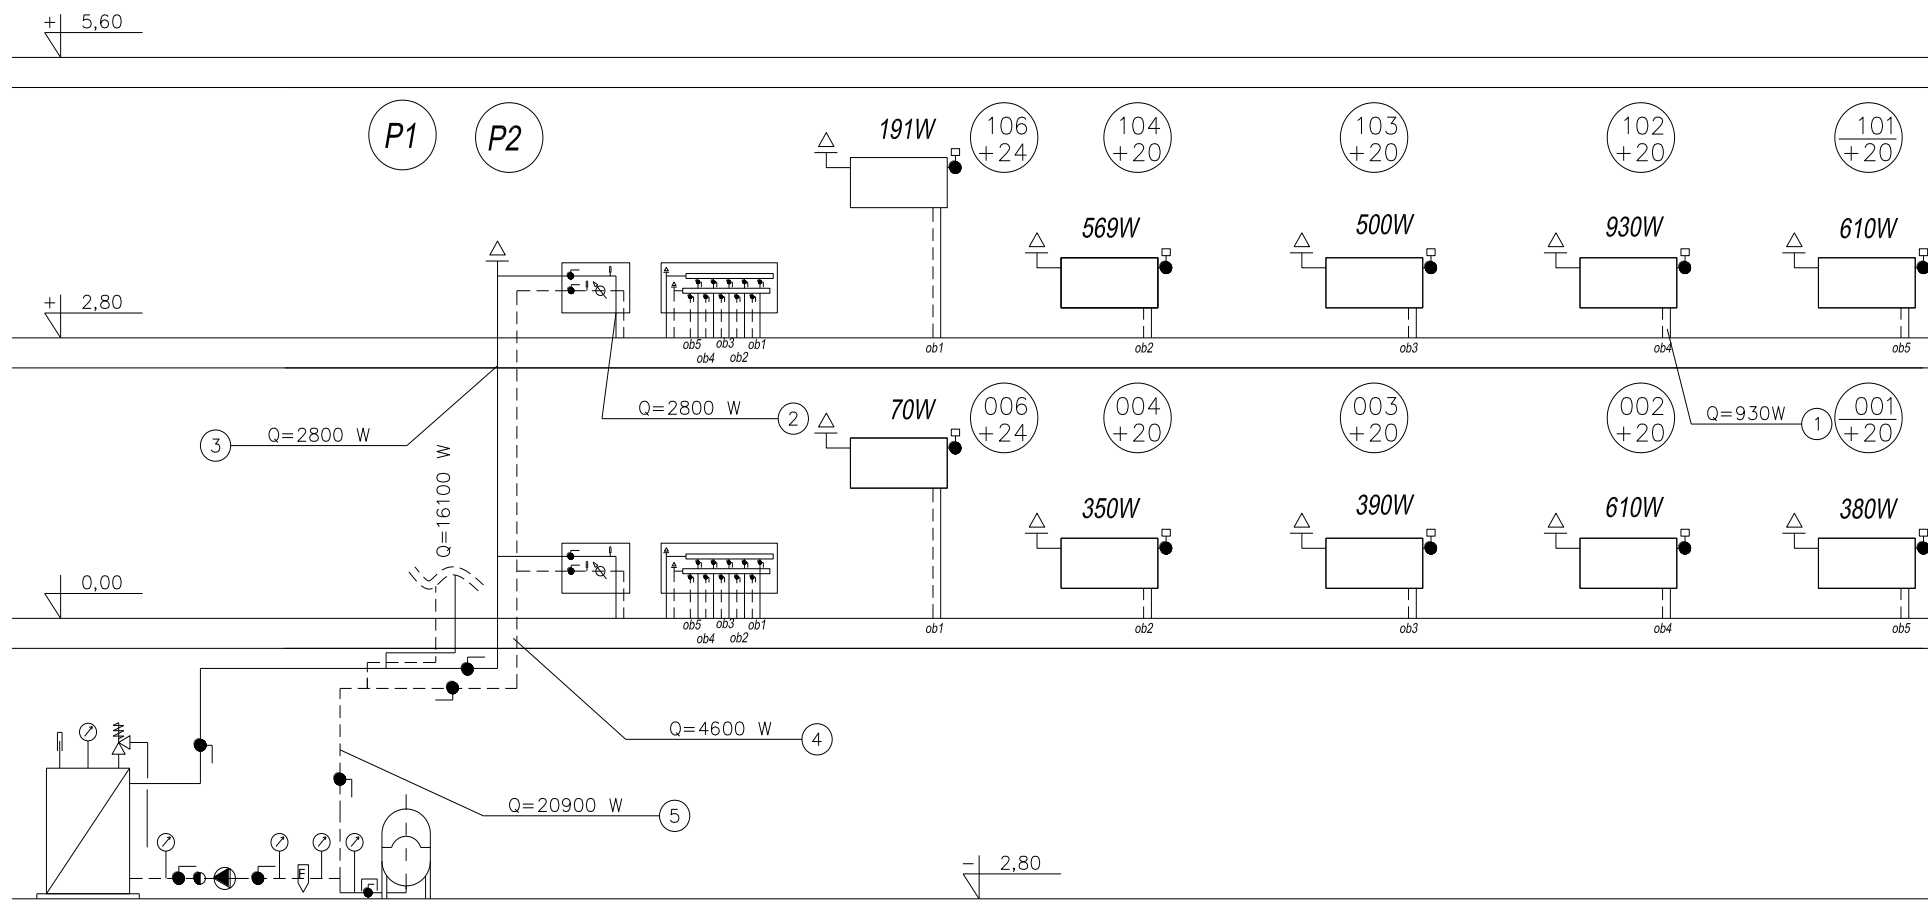 + 5,60
P1 P2 191W 106 104 103 102 101
+24 +20 +20 +20 +20
569W 500W 930W 610W
+ 2,80
ob5 ob3 ob1 ob1 ob2 ob3 ob4 ob5
ob4 ob2
70W 006 004 003 002 001
+24 +20 +20 +20 +20
Q=2800 W 2 Q=930W 1
3 Q=2800 W
Q=16100 W
350W 390W 610W 380W
0,00
ob5 ob3 ob1 ob1 ob2 ob3 ob4 ob5
ob4 ob2
Q=4600 W 4
Q=20900 W 5
F
- 2,80